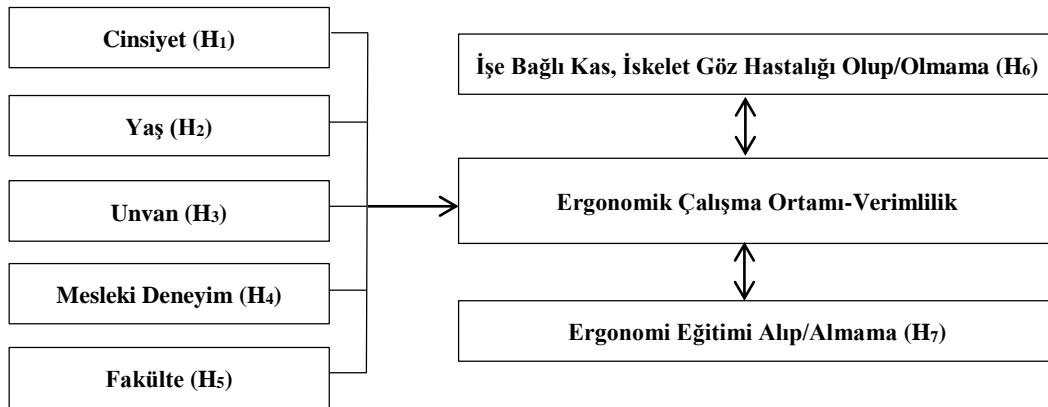 Cinsiyet (H₁)
Yaş (H₂)
Unvan (H₃)
Mesleki Deneyim (H₄)
Fakülte (H₅)
İşe Bağlı Kas, İskelet Göz Hastalığı Olup/Olmama (H₆)
Ergonomik Çalışma Ortamı-Verimlilik
Ergonomi Eğitimi Alıp/Almama (H₇)